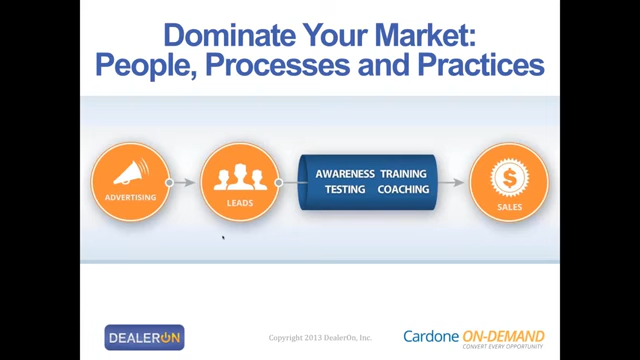 Dominate Your Market:
People, Processes and Practices
ADVERTISING
LEADS
AWARENESS TRAINING
TESTING COACHING
$
SALES
DEALERON
Copyright 2013 DealerOn, Inc.
Cardone ON-DEMAND
CONVERT EVERY OPPORTUNITY